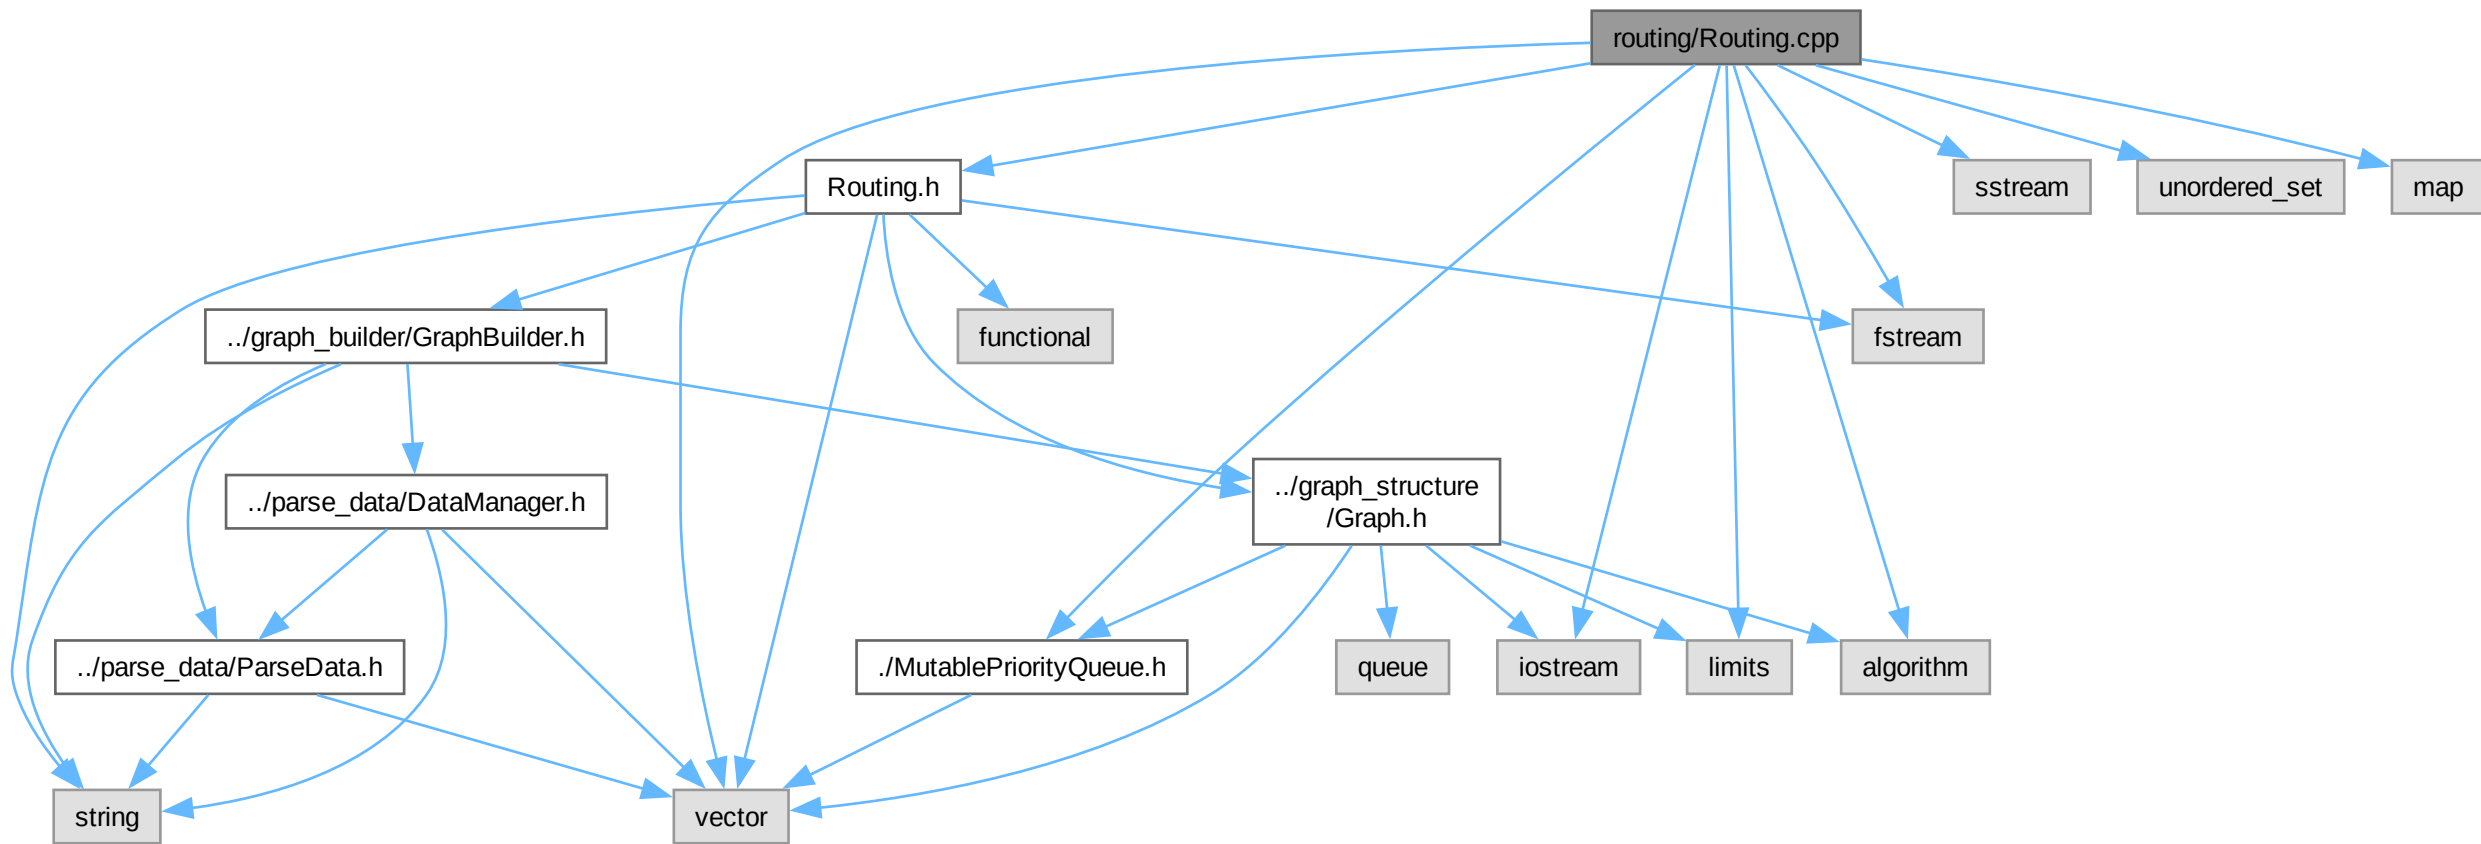 routing/Routing.cpp
Routing.h
sstream
unordered_set
map
../graph_builder/GraphBuilder.h
functional
fstream
../parse_data/DataManager.h
../graph_structure
/Graph.h
../parse_data/ParseData.h
./MutablePriorityQueue.h
queue
iostream
limits
algorithm
string
vector